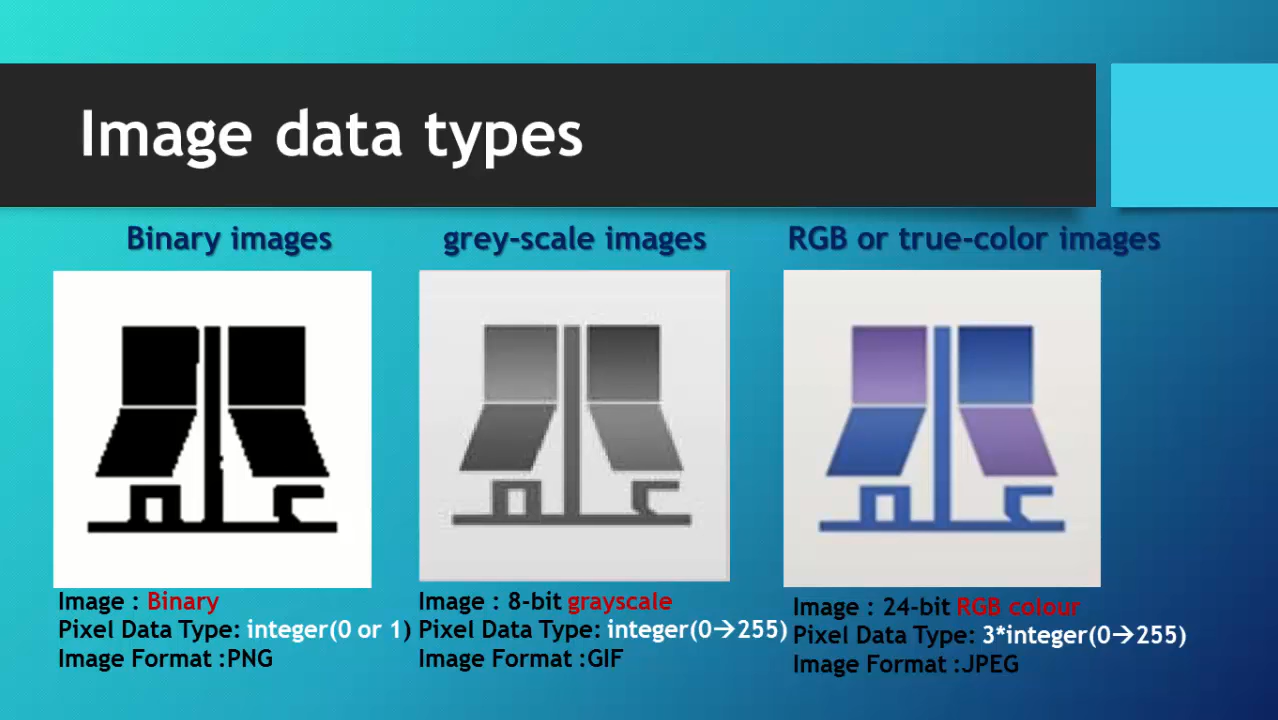 Image data types
Binary images
grey-scale images
RGB or true-color images
Image : Binary
Pixel Data Type: integer(0 or 1)
Image Format :PNG
Image : 8-bit grayscale
Pixel Data Type: integer(0→255)
Image Format :GIF
Image : 24-bit RGB colour
Pixel Data Type: 3*integer(0→255)
Image Format :JPEG